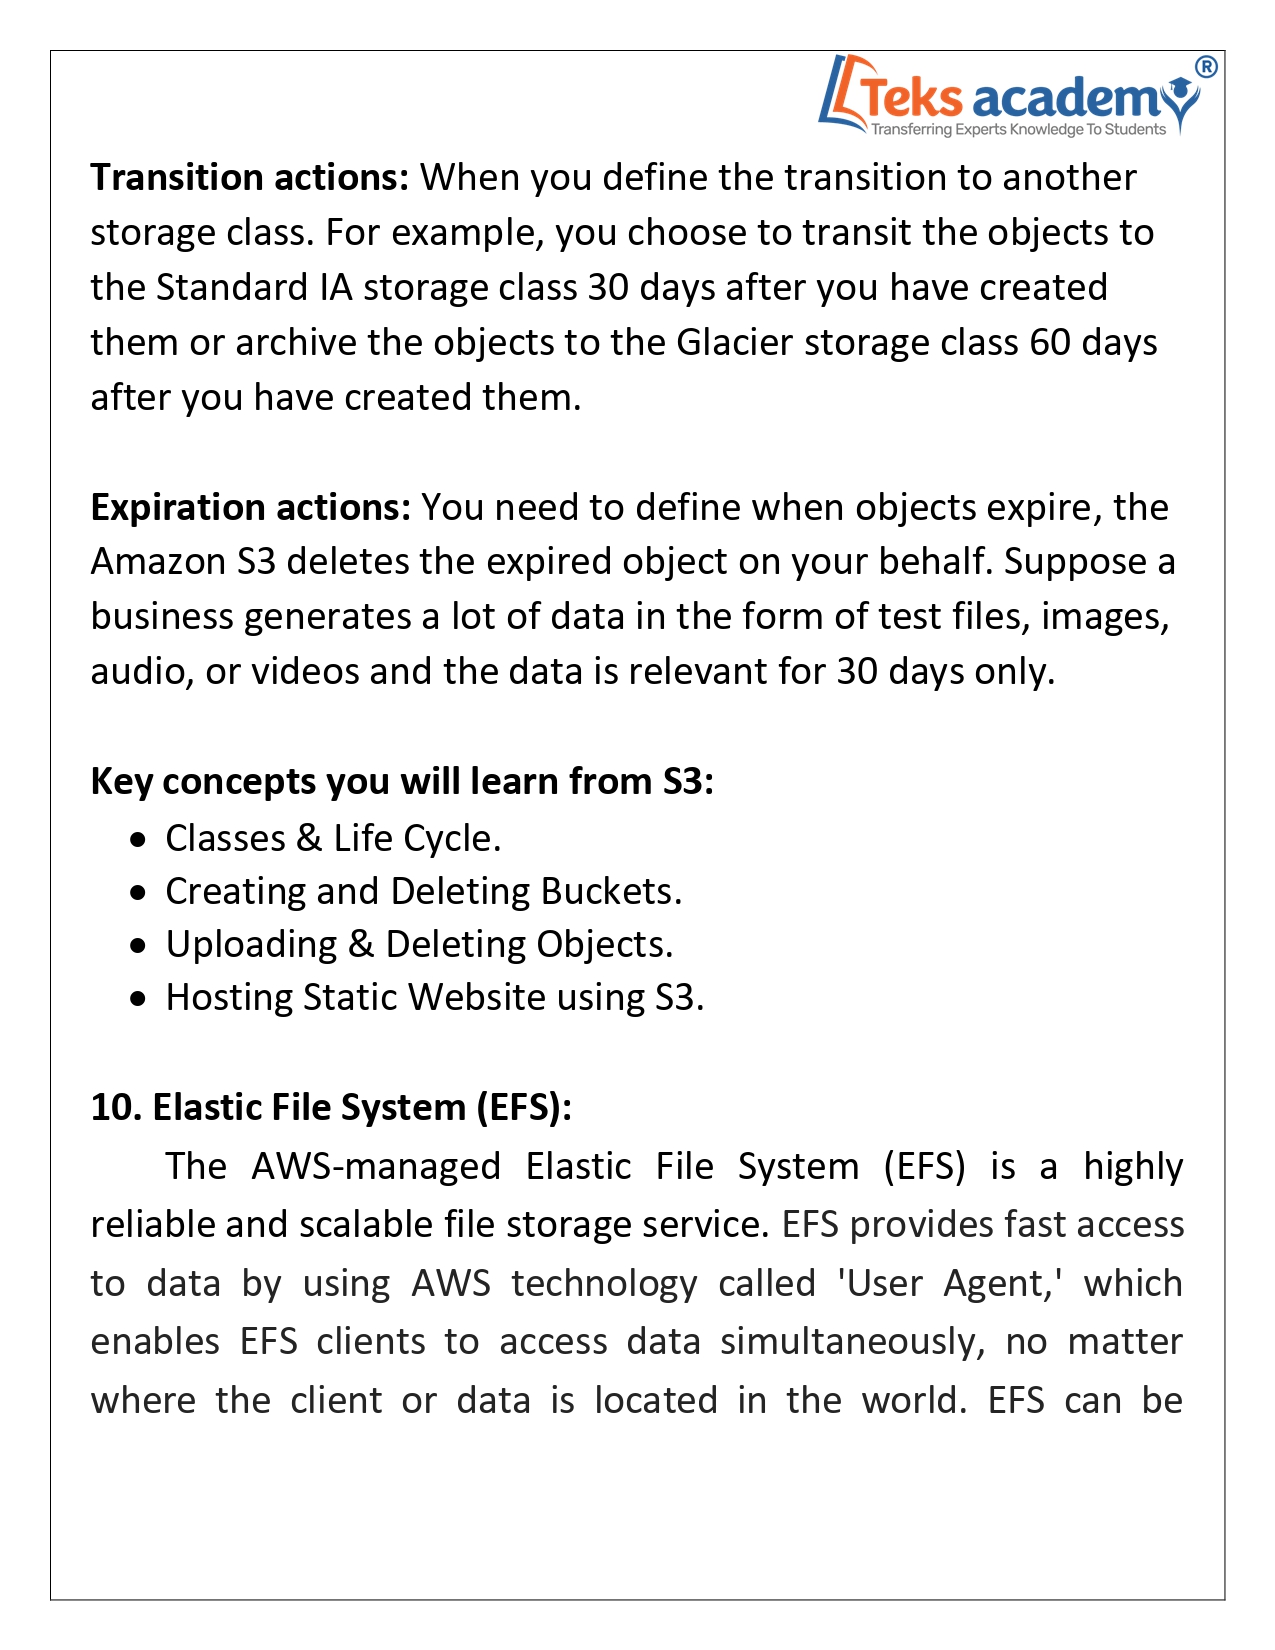 Teks academy®
Transferring Experts Knowledge To Students
Transition actions: When you define the transition to another
storage class. For example, you choose to transit the objects to
the Standard IA storage class 30 days after you have created
them or archive the objects to the Glacier storage class 60 days
after you have created them.
Expiration actions: You need to define when objects expire, the
Amazon S3 deletes the expired object on your behalf. Suppose a
business generates a lot of data in the form of test files, images,
audio, or videos and the data is relevant for 30 days only.
Key concepts you will learn from S3:
• Classes & Life Cycle.
• Creating and Deleting Buckets.
• Uploading & Deleting Objects.
• Hosting Static Website using S3.
10. Elastic File System (EFS):
The AWS-managed Elastic File System (EFS) is a highly
reliable and scalable file storage service. EFS provides fast access
to data by using AWS technology called 'User Agent,' which
enables EFS clients to access data simultaneously, no matter
where the client or data is located in the world. EFS can be